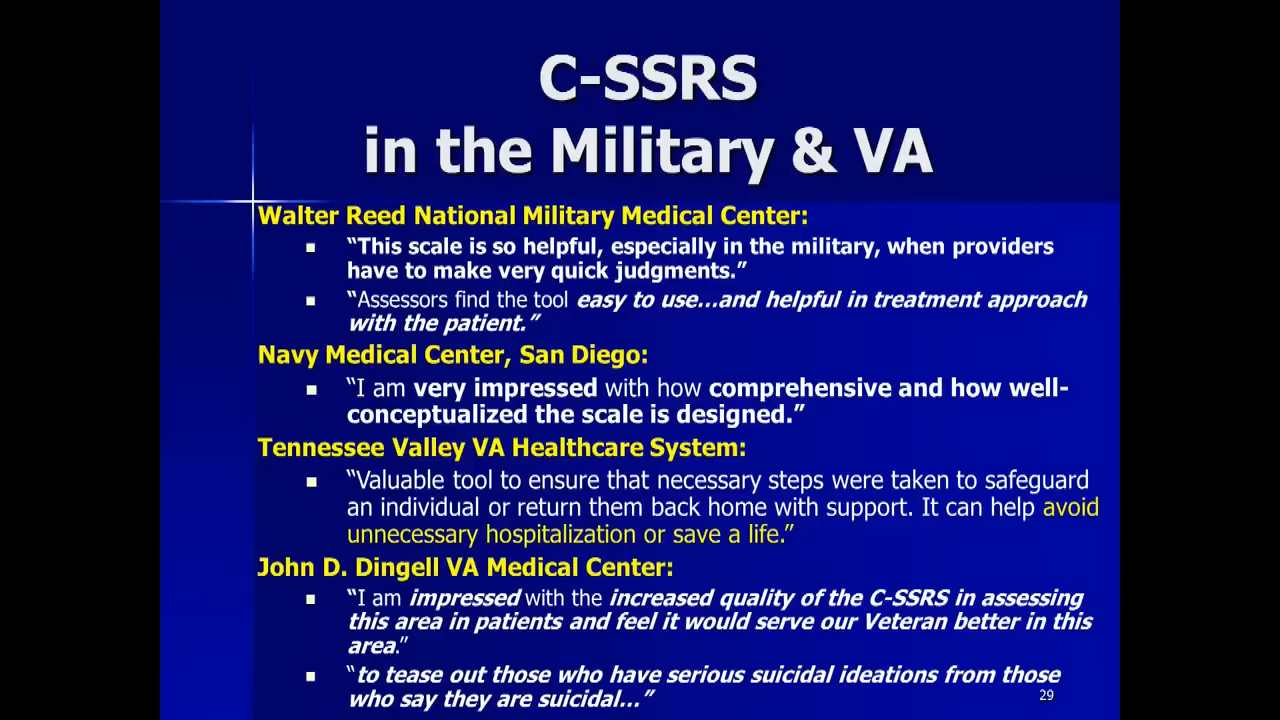 C-SSRS
in the Military & VA
Walter Reed National Military Medical Center:
“This scale is so helpful, especially in the military, when providers
have to make very quick judgments.”
“Assessors find the tool easy to use...and helpful in treatment approach
with the patient.”
Navy Medical Center, San Diego:
“I am very impressed with how comprehensive and how well-
conceptualized the scale is designed.”
Tennessee Valley VA Healthcare System:
“Valuable tool to ensure that necessary steps were taken to safeguard
an individual or return them back home with support. It can help avoid
unnecessary hospitalization or save a life.”
John D. Dingell VA Medical Center:
“I am impressed with the increased quality of the C-SSRS in assessing
this area in patients and feel it would serve our Veteran better in this
area.”
“to tease out those who have serious suicidal ideations from those
who say they are suicidal...”
29